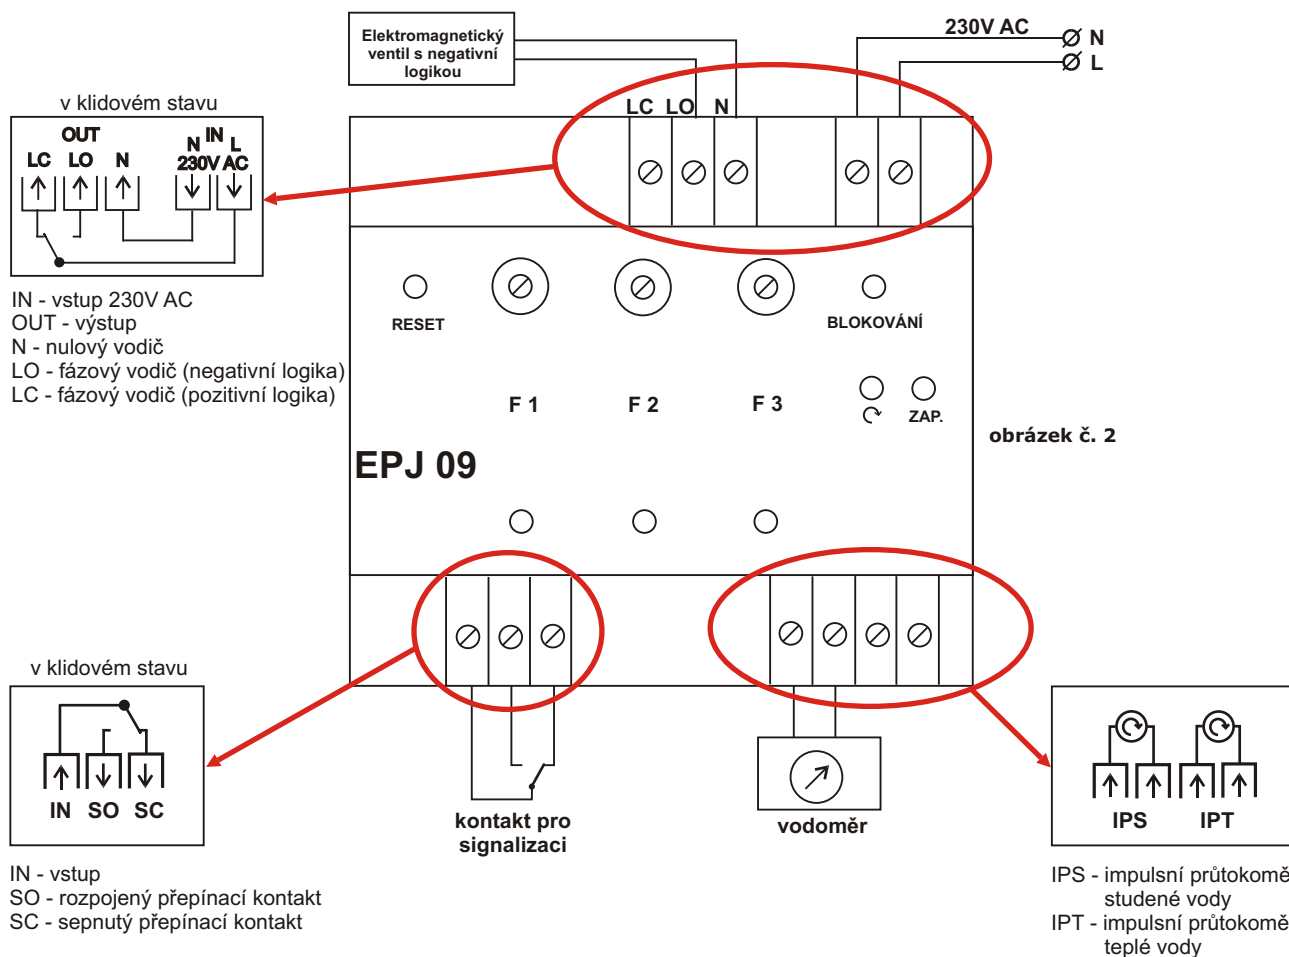 Elektromagnetický
ventil s negativní
logikou
230V AC
N
L
LC LO N
v klidovém stavu
OUT
IN
LC LO N
N L
230V AC
IN - vstup 230V AC
OUT - výstup
N - nulový vodič
LO - fázový vodič (negativní logika)
LC - fázový vodič (pozitivní logika)
RESET
BLOKOVÁNÍ
F 1
F 2
F 3
ZAP.
obrázek č. 2
EPJ 09
v klidovém stavu
IN SO SC
IN - vstup
SO - rozpojený přepínací kontakt
SC - sepnutý přepínací kontakt
kontakt pro
signalizaci
vodoměr
IPS IPT
IPS - impulsní průtokomě
studené vody
IPT - impulsní průtokomě
teplé vody